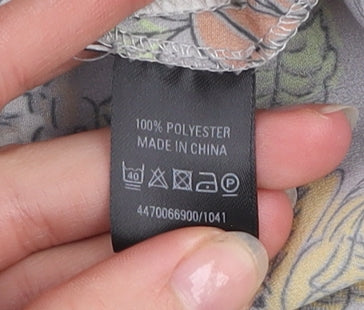 100% POLYESTER
MADE IN CHINA
40 P
4470066900/1041